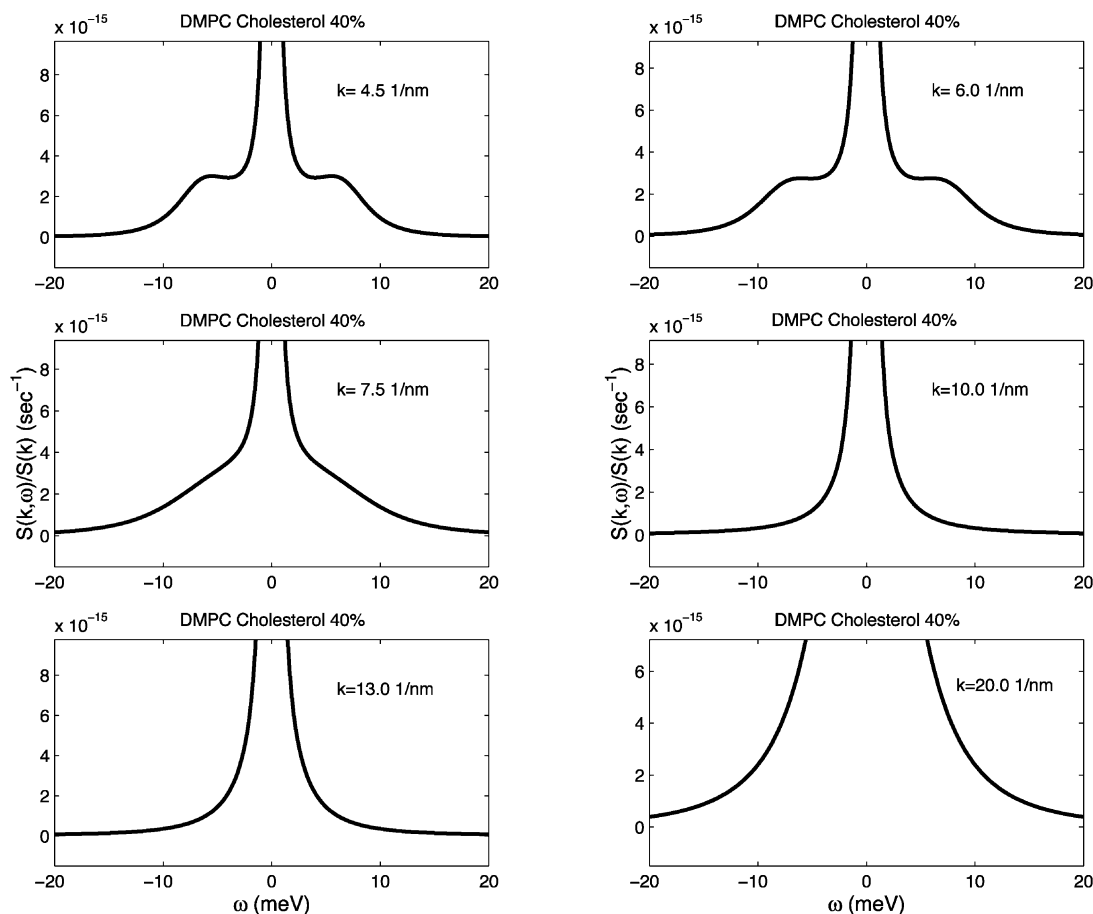 x 10⁻¹⁵
DMPC Cholesterol 40%
k= 4.5 1/nm
8
6
4
2
0
−20
−10
0
10
20
x 10⁻¹⁵
DMPC Cholesterol 40%
k= 6.0 1/nm
8
6
4
2
0
−20
−10
0
10
20
x 10⁻¹⁵
DMPC Cholesterol 40%
k= 7.5 1/nm
S(k,ω)/S(k) (sec⁻¹)
8
6
4
2
0
−20
−10
0
10
20
x 10⁻¹⁵
DMPC Cholesterol 40%
k=10.0 1/nm
S(k,ω)/S(k) (sec⁻¹)
8
6
4
2
0
−20
−10
0
10
20
x 10⁻¹⁵
DMPC Cholesterol 40%
k=13.0 1/nm
8
6
4
2
0
−20
−10
0
10
20
ω (meV)
x 10⁻¹⁵
DMPC Cholesterol 40%
k=20.0 1/nm
6
4
2
0
−20
−10
0
10
20
ω (meV)